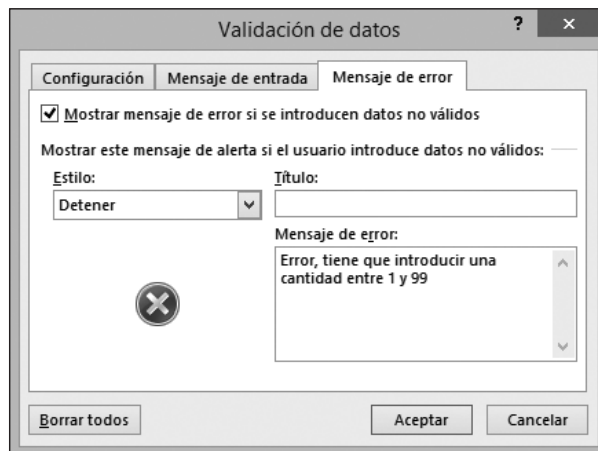 Validación de datos
?
Configuración
Mensaje de entrada
Mensaje de error
Mostrar mensaje de error si se introducen datos no válidos
Mostrar este mensaje de alerta si el usuario introduce datos no válidos:
Estilo:
Título:
Detener
Mensaje de error:
Error, tiene que introducir una
cantidad entre 1 y 99
Borrar todos
Aceptar
Cancelar